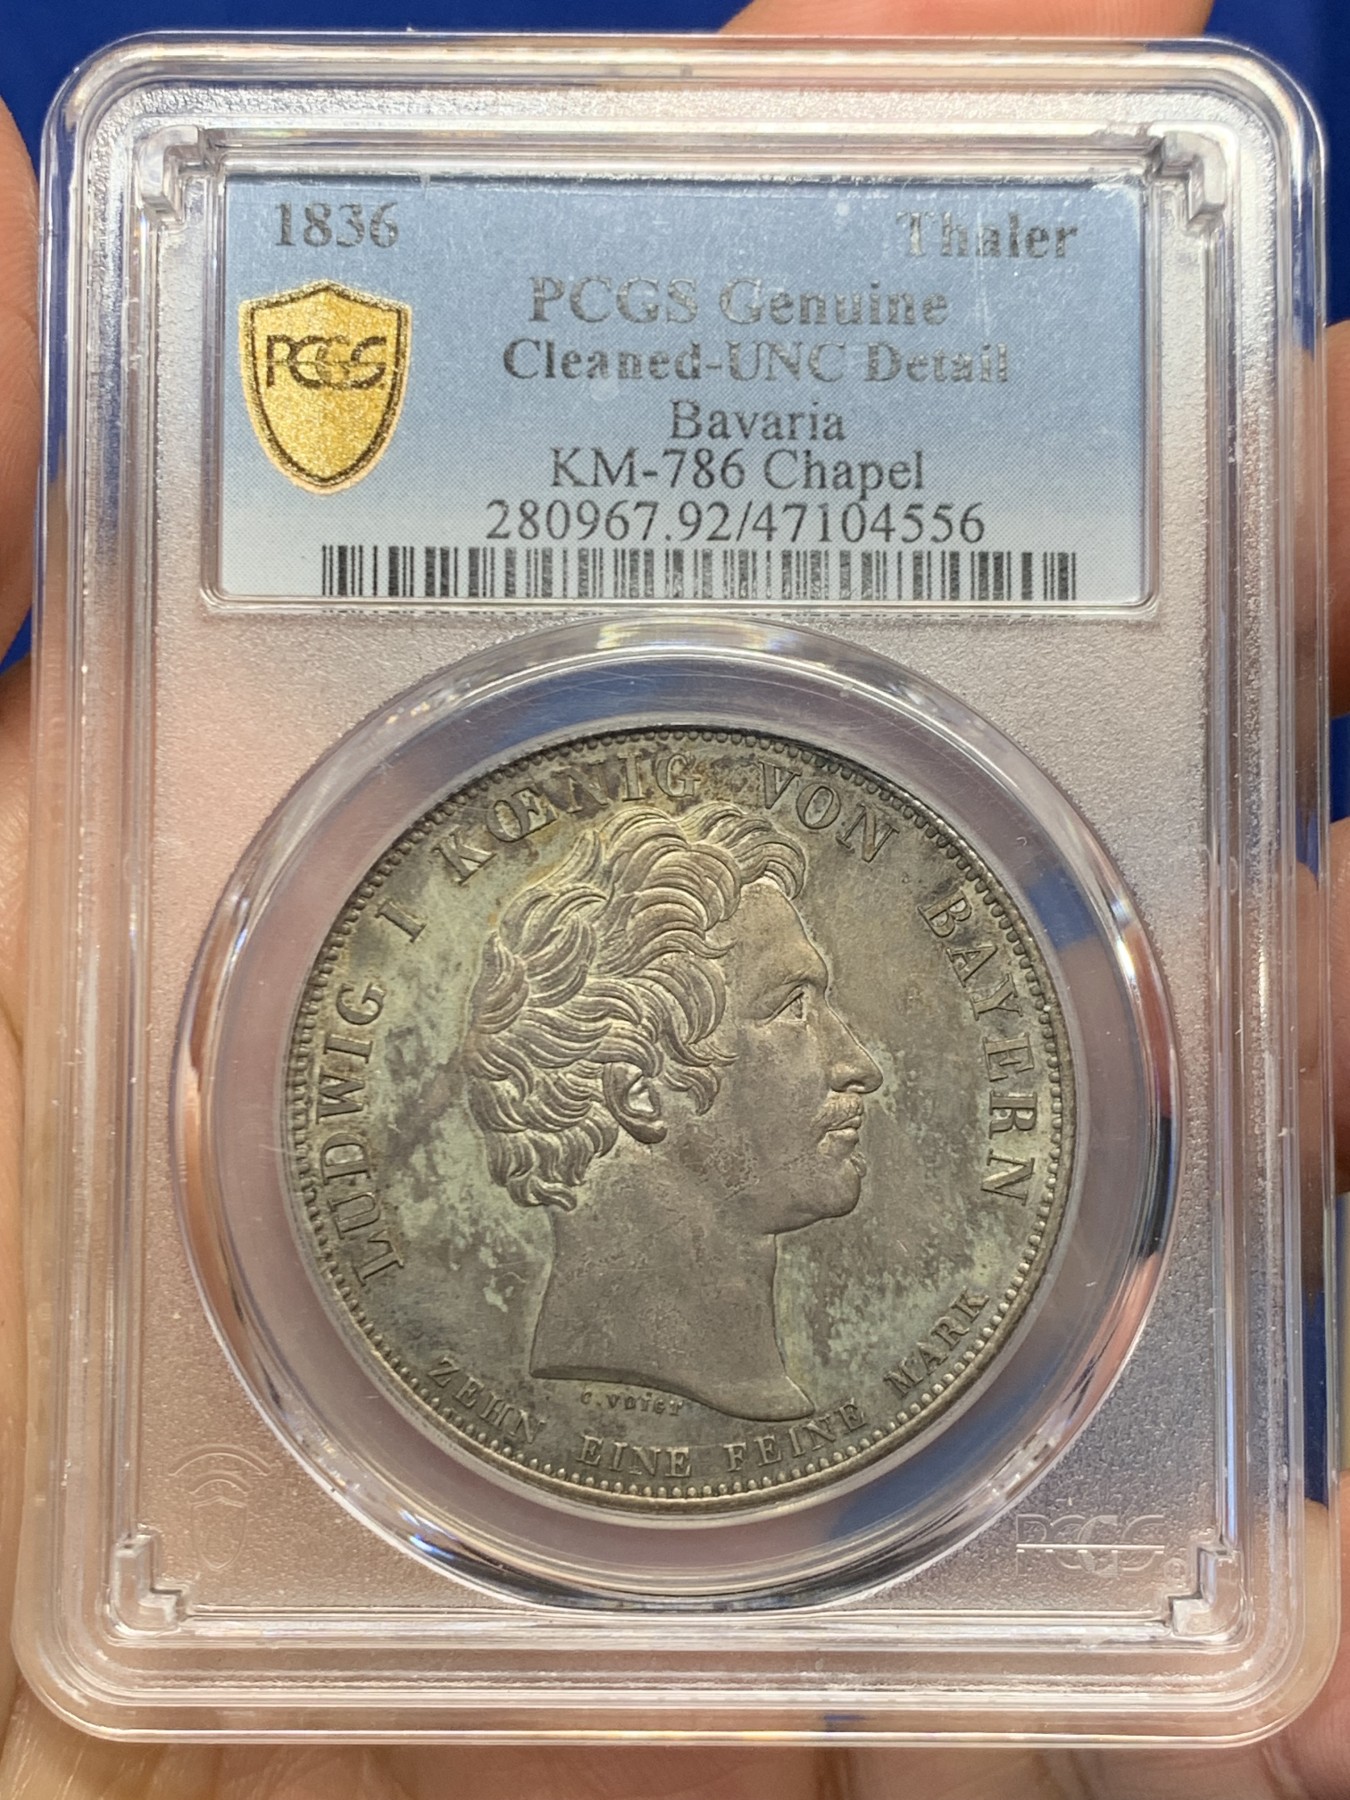 1836 Thaler
PCGS Genuine
PCGS
Cleaned-UNC Detail
Bavaria
KM-786 Chapel
280967.92/47104556
LUDWIG I KŒNIG VON BAYERN
C. VOIGT
ZEHN EINE FEINE MARK
PCGS